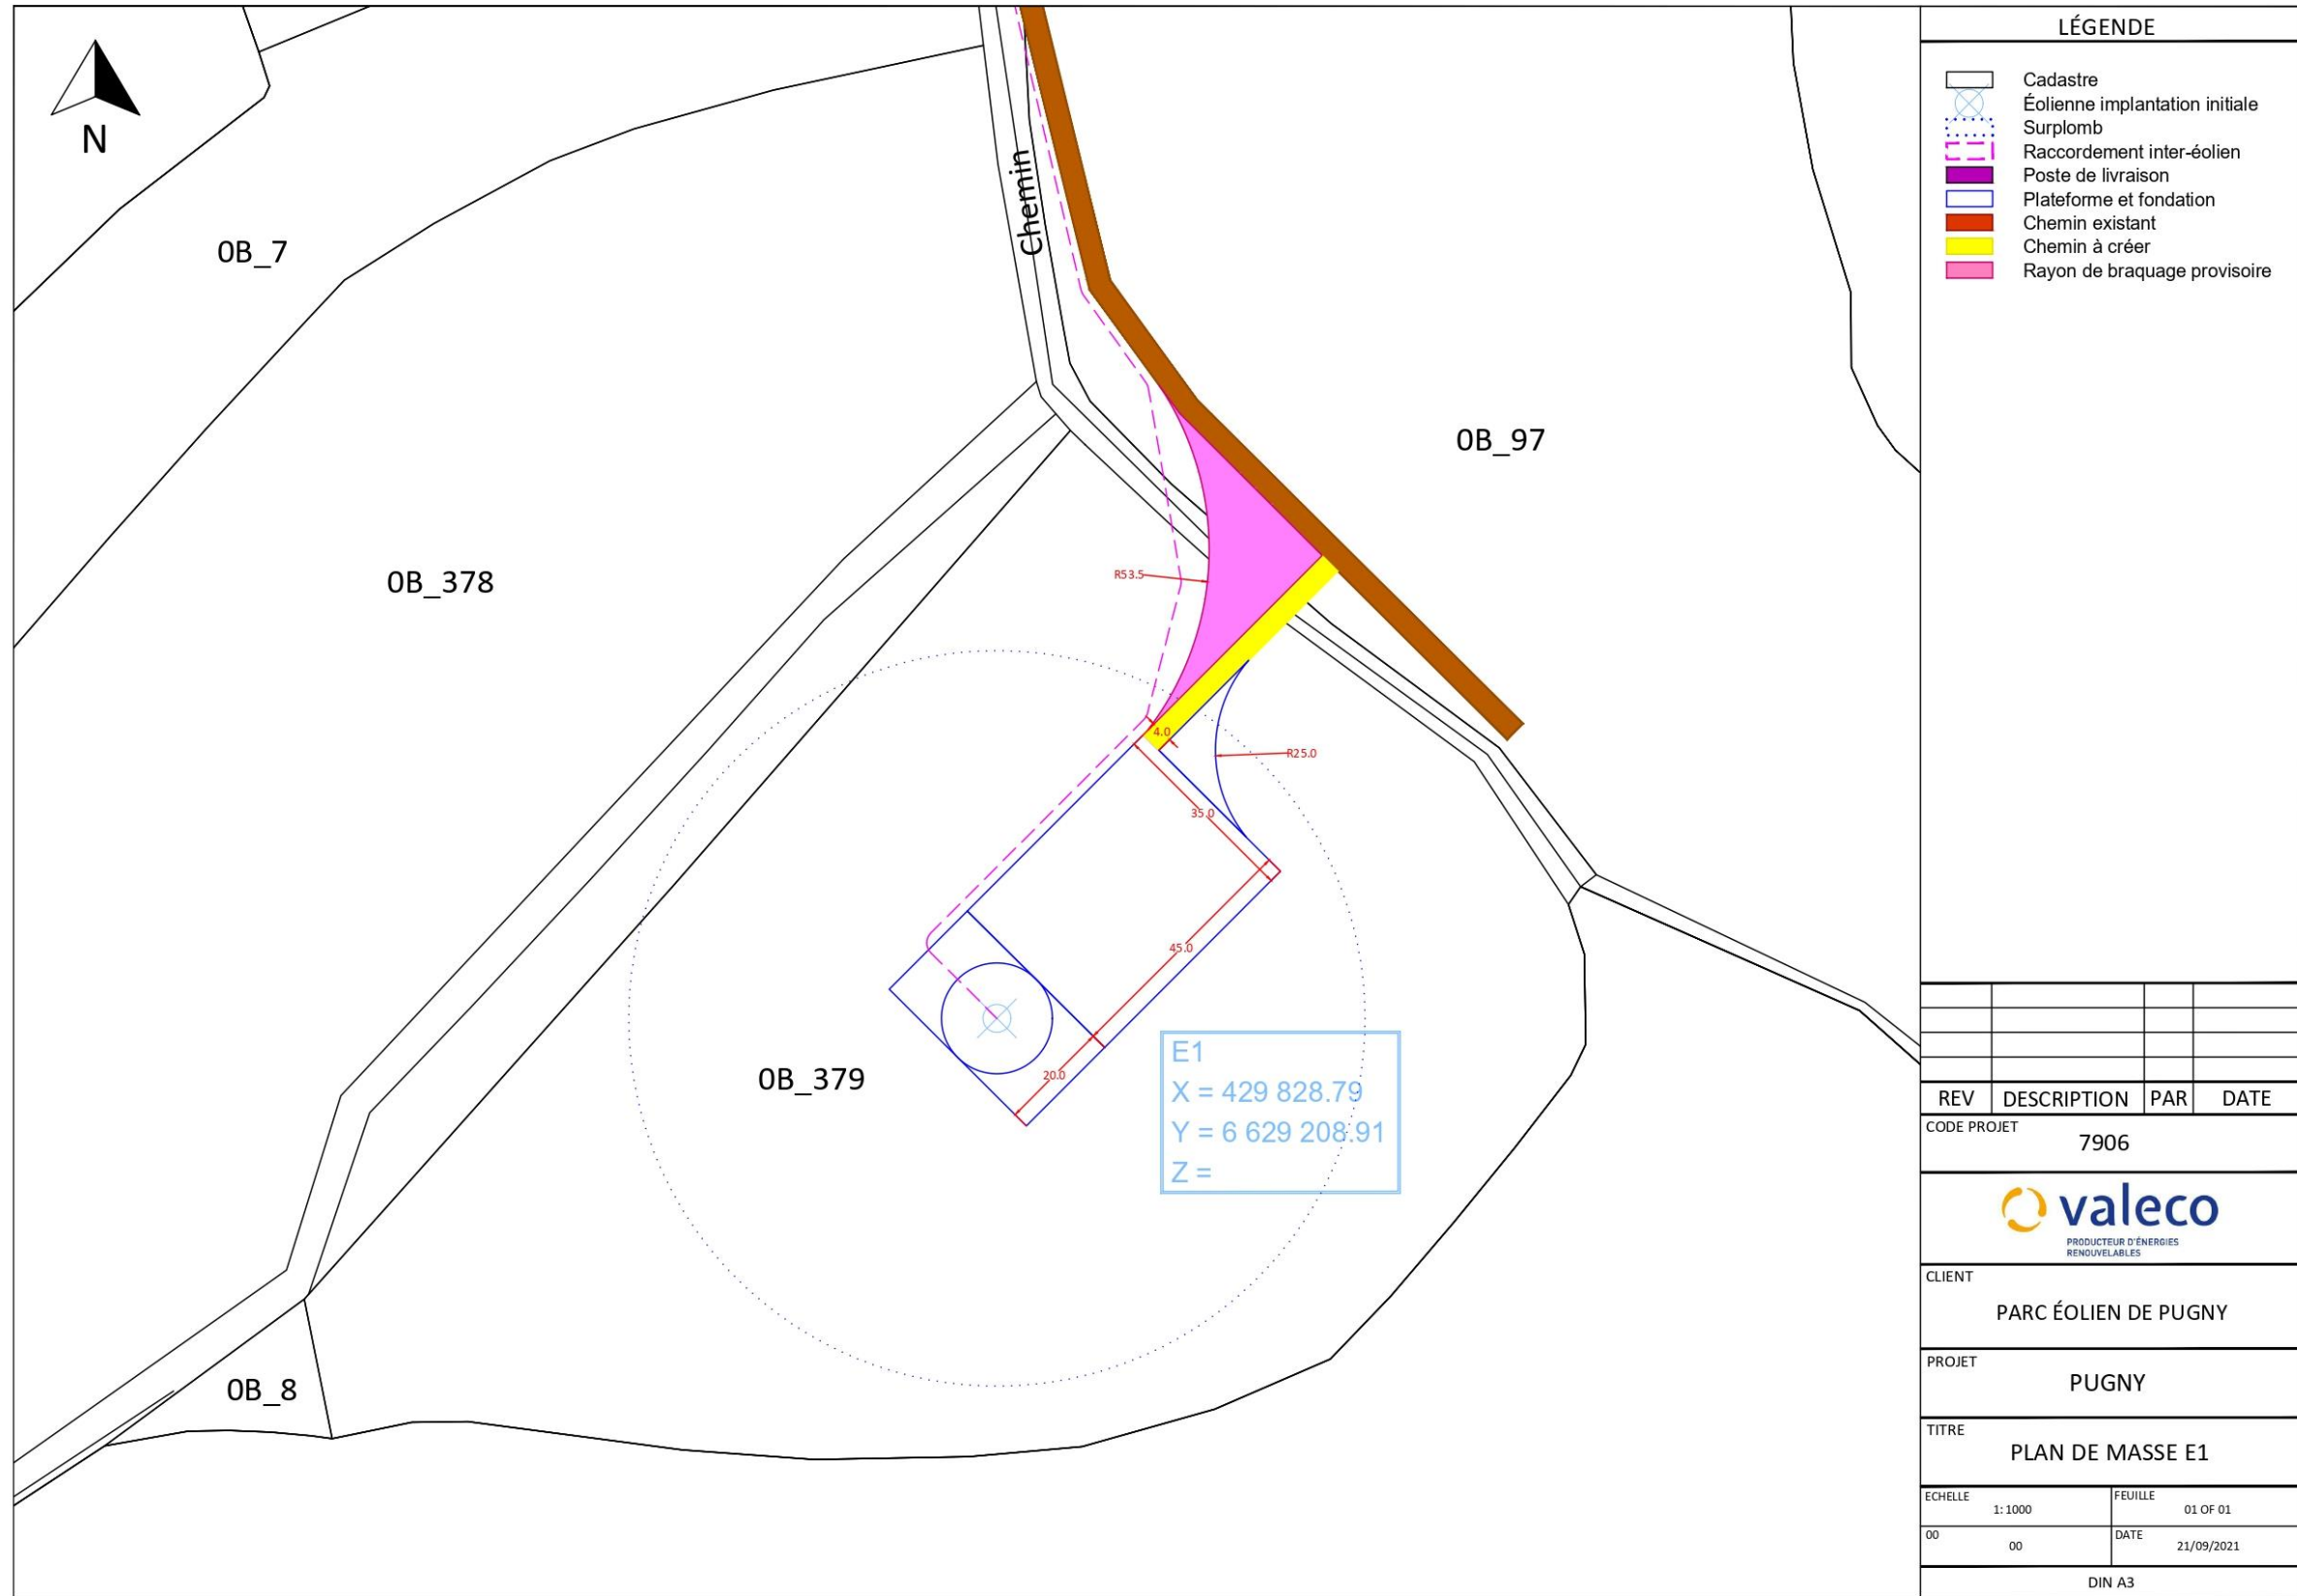 N
0B_7
Chemin
0B_97
0B_378
R53.5
4.0
R25.0
35.0
45.0
20.0
0B_379
E1
X = 429 828.79
Y = 6 629 208.91
Z =
0B_8
LÉGENDE
Cadastre
Éolienne implantation initiale
Surplomb
Raccordement inter-éolien
Poste de livraison
Plateforme et fondation
Chemin existant
Chemin à créer
Rayon de braquage provisoire
REV DESCRIPTION PAR DATE
CODE PROJET
7906
valeco
PRODUCTEUR D'ÉNERGIES
RENOUVELABLES
CLIENT
PARC ÉOLIEN DE PUGNY
PROJET
PUGNY
TITRE
PLAN DE MASSE E1
ECHELLE
1:1000
FEUILLE
01 OF 01
00
00
DATE
21/09/2021
DIN A3